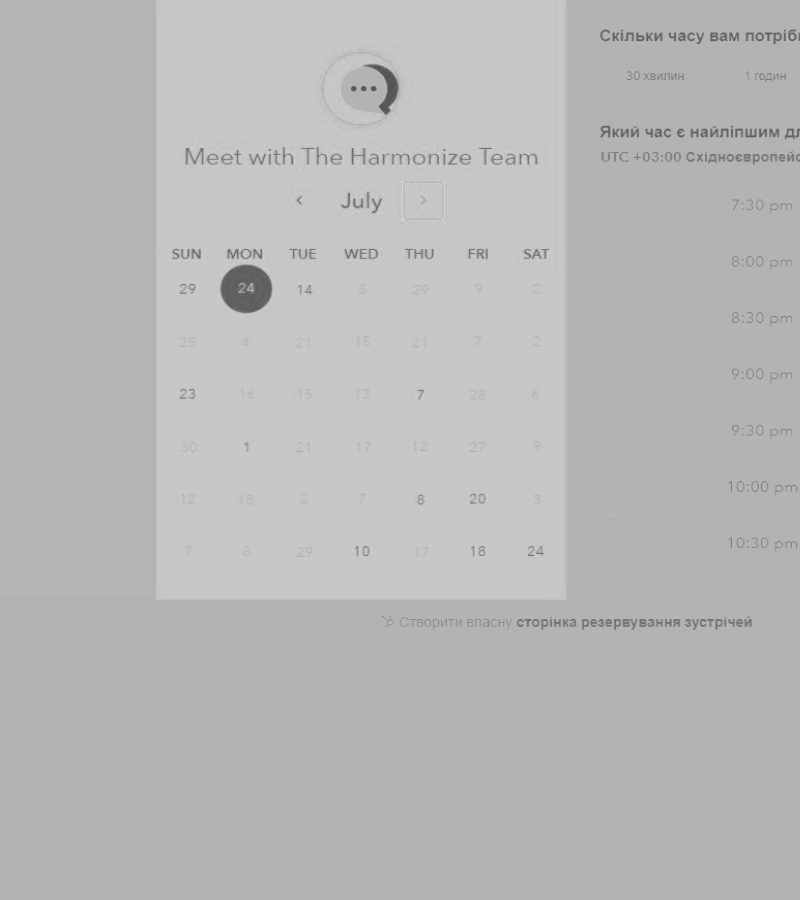 Meet with The Harmonize Team
July
SUN MON TUE WED THU FRI SAT
29 24 14 8 29 9 2
25 4 21 15 21 7 2
23 16 15 13 7 28 6
30 1 21 17 12 27 9
12 18 2 7 8 20 3
7 8 29 10 17 18 24
Скільки часу вам потріб
30 хвилин 1 годин
Який час є найліпшим д
UTC +03:00 Східноєвропейс
7:30 pm
8:00 pm
8:30 pm
9:00 pm
9:30 pm
10:00 pm
10:30 pm
Створити власну сторінка резервування зустрічей